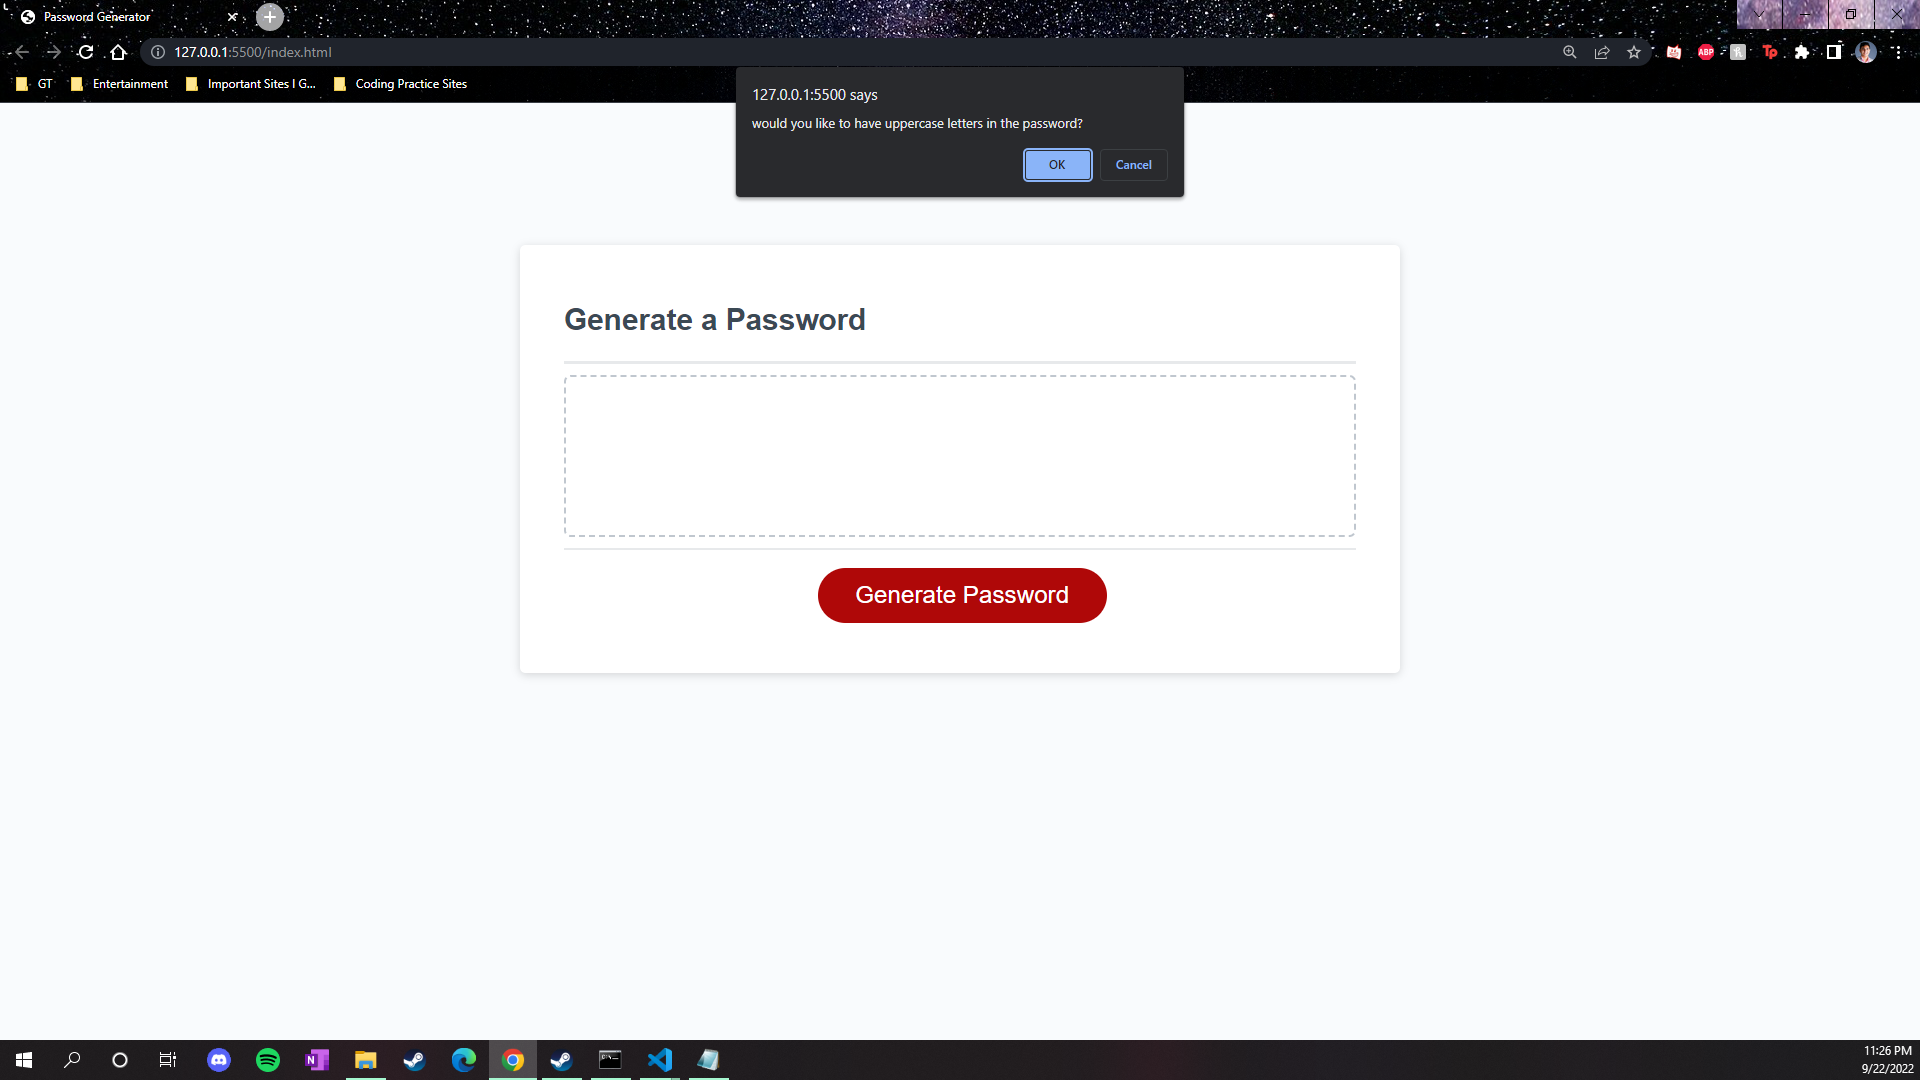 Password Generator
127.0.0.1:5500/index.html
ABP
Tp
GT
Entertainment
Important Sites I G...
Coding Practice Sites
127.0.0.1:5500 says
would you like to have uppercase letters in the password?
OK
Cancel
Generate a Password
Generate Password
N
11:26 PM
9/22/2022